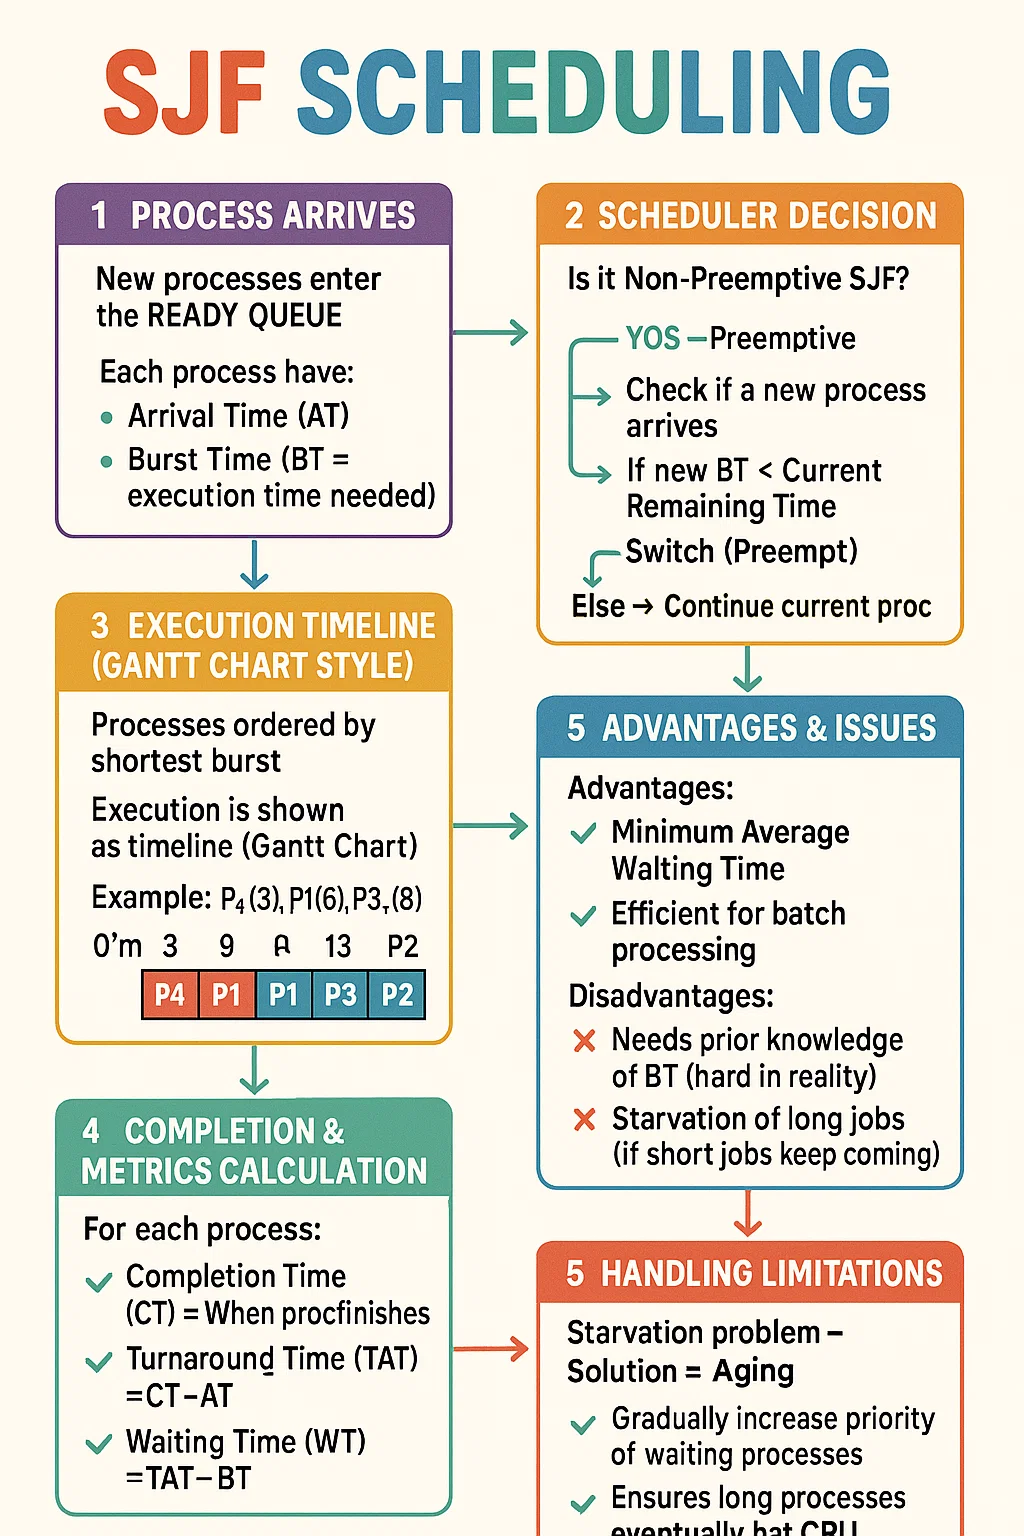 SJF SCHEDULING
1 PROCESS ARRIVES
New processes enter
the READY QUEUE
Each process have:
• Arrival Time (AT)
• Burst Time (BT =
execution time needed)
2 SCHEDULER DECISION
Is it Non-Preemptive SJF?
YOS –Preemptive
Check if a new process
arrives
If new BT < Current
Remaining Time
Switch (Preempt)
Else → Continue current proc
3 EXECUTION TIMELINE
(GANTT CHART STYLE)
Processes ordered by
shortest burst
Execution is shown
as timeline (Gantt Chart)
Example: P4 (3), P1(6), P3,(8)
0'm 3 9 13 P2
P4 P1 P1 P3 P2
4 COMPLETION &
METRICS CALCULATION
For each process:
✓ Completion Time
(CT) = When procfinishes
✓ Turnaround Time (TAT)
=CT–AT
✓ Waiting Time (WT)
=TAT–BT
5 ADVANTAGES & ISSUES
Advantages:
✓ Minimum Average
Walting Time
✓ Efficient for batch
processing
Disadvantages:
✗ Needs prior knowledge
of BT (hard in reality)
✗ Starvation of long jobs
(if short jobs keep coming)
5 HANDLING LIMITATIONS
Starvation problem –
Solution = Aging
✓ Gradually increase priority
of waiting processes
✓ Ensures long processes
eventually